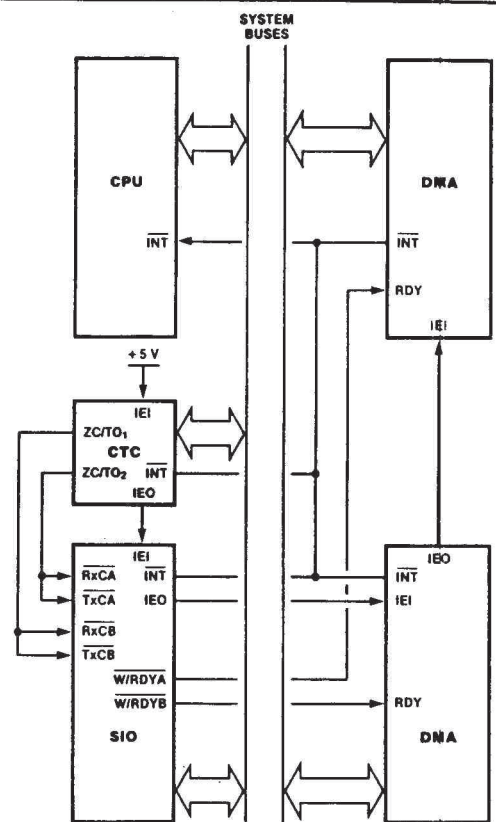 SYSTEM
BUSES
CPU
INT
DMA
INT
RDY
IEI
+5 V
IEI
ZC/TO₁
CTC
ZC/TO₂
INT
IEO
IEI
RxCA
INT
TxCA
IEO
RxCB
TxCB
W/RDYA
W/RDYB
SIO
IEO
INT
IEI
RDY
DMA